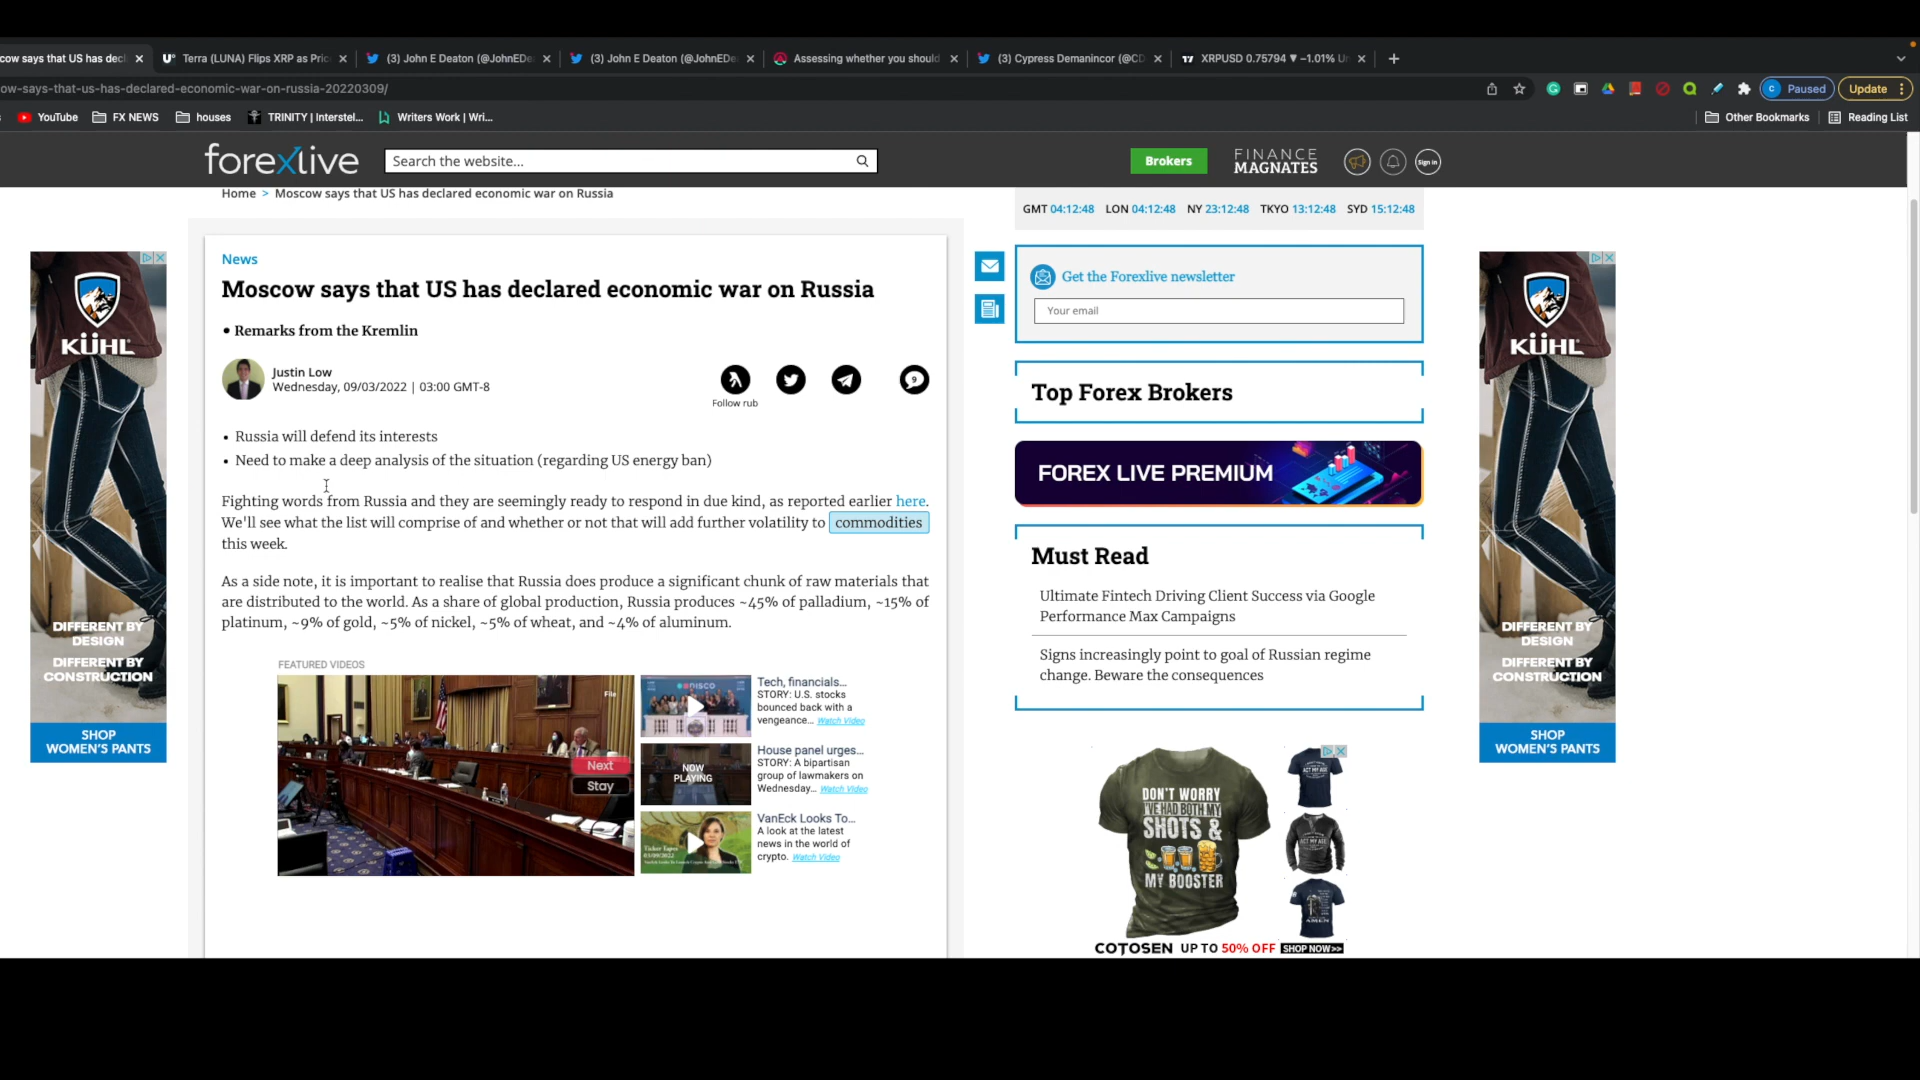 cow says that US has decl
Terra (LUNA) Flips XRP as Pric
(3) John E Deaton (@JohnEDe
(3) John E Deaton (@JohnEDe
Assessing whether you should
(3) Cypress Demanincor (@CD
XRPUSD 0.75794 ▼ −1.01% U
ow-says-that-us-has-declared-economic-war-on-russia-20220309/
C Paused
Update
YouTube
FX NEWS
houses
TRINITY | Interstel...
Writers Work | Wri...
Other Bookmarks
Reading List
forexlive
Search the website...
Brokers
FINANCE
MAGNATES
Sign in
Home > Moscow says that US has declared economic war on Russia
GMT 04:12:48 LON 04:12:48 NY 23:12:48 TKYO 13:12:48 SYD 15:12:48
News
Moscow says that US has declared economic war on Russia
• Remarks from the Kremlin
Justin Low
Wednesday, 09/03/2022 | 03:00 GMT-8
Follow rub
9
• Russia will defend its interests
• Need to make a deep analysis of the situation (regarding US energy ban)
Fighting words from Russia and they are seemingly ready to respond in due kind, as reported earlier here.
We'll see what the list will comprise of and whether or not that will add further volatility to commodities
this week.
As a side note, it is important to realise that Russia does produce a significant chunk of raw materials that
are distributed to the world. As a share of global production, Russia produces ~45% of palladium, ~15% of
platinum, ~9% of gold, ~5% of nickel, ~5% of wheat, and ~4% of aluminum.
FEATURED VIDEOS
File
Next
Stay
Tech, financials...
STORY: U.S. stocks
bounced back with a
vengeance... Watch Video
NOW
PLAYING
House panel urges...
STORY: A bipartisan
group of lawmakers on
Wednesday... Watch Video
Ticker Tapes
03/09/2022
VanEck Looks To...
A look at the latest
news in the world of
crypto. Watch Video
Get the Forexlive newsletter
Your email
Top Forex Brokers
FOREX LIVE PREMIUM
Must Read
Ultimate Fintech Driving Client Success via Google
Performance Max Campaigns
Signs increasingly point to goal of Russian regime
change. Beware the consequences
DON'T WORRY
I'VE HAD BOTH MY
SHOTS &
MY BOOSTER
COTOSEN UP TO 50% OFF SHOP NOW>>
KÜHL
DIFFERENT BY
DESIGN
DIFFERENT BY
CONSTRUCTION
SHOP
WOMEN'S PANTS
KÜHL
DIFFERENT BY
DESIGN
DIFFERENT BY
CONSTRUCTION
SHOP
WOMEN'S PANTS